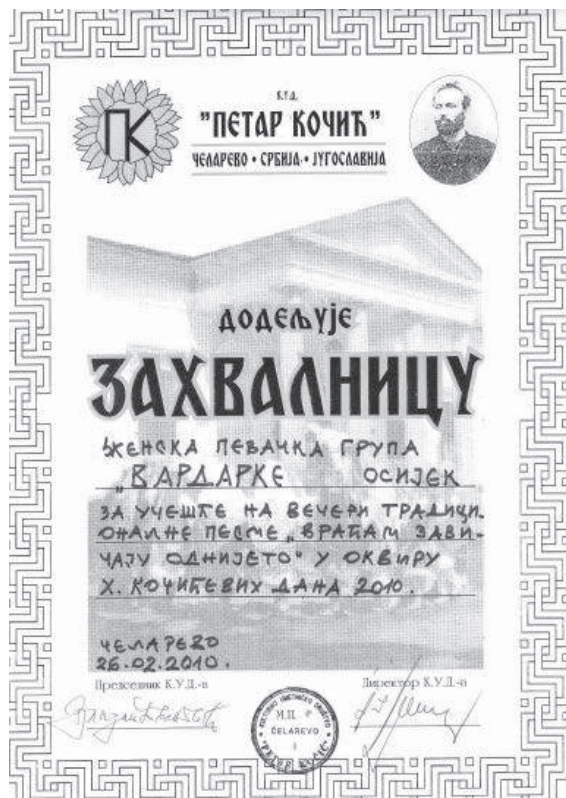 ПК
К.У.Д.
"ПЕТАР КОЧИЋ"
ЧЕЛАРЕВО • СРБИЈА • ЈУГОСЛАВИЈА
ДОДЕЉУЈЕ
ЗАХВАЛНИЦУ
ЖЕНСКА ПЕВАЧКА ГРУПА
„ВАРДАРКЕ ОСИЈЕК
ЗА УЧЕШЋЕ НА ВЕЧЕРИ ТРАДИЦИ-
ОНАЛНЕ ПЕСМЕ „ВРАЋАМ ЗАВИ-
ЧАЈУ ОДНИЈЕТО“ У ОКВИРУ
X. КОЧИЋЕВИХ ДАНА 2010.
ЧЕЛАРЕВО
26.02.2010.
Председник К.У.Д.-а
Директор К.У.Д.-а
М.П.
ČELAREVO